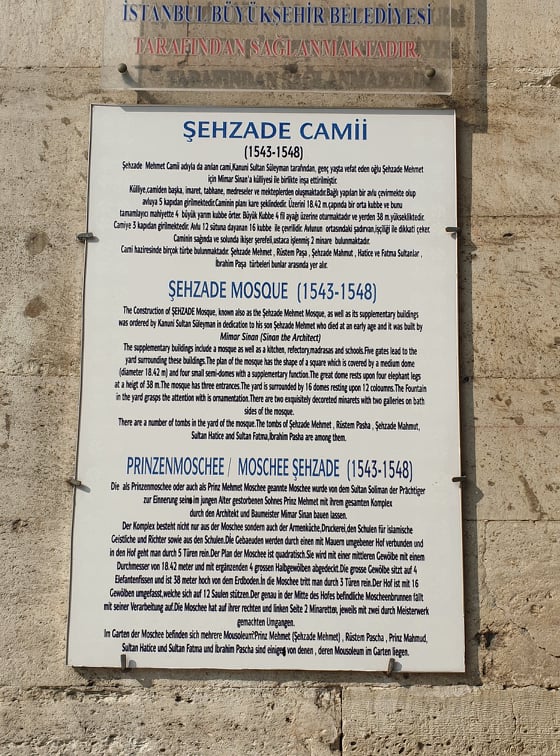 İSTANBUL BÜYÜKŞEHİR BELEDİYESİ
TARAFINDAN SAĞLANMAKTADIR.
ŞEHZADE CAMİİ
(1543-1548)
Şehzade Mehmet Camii adıyla da anılan cami,Kanuni Sultan Süleyman tarafından, genç yaşta vefat eden oğlu Şehzade Mehmet
için Mimar Sinan'a külliyesi ile birlikte inşa ettirilmiştir.
Külliye,camiden başka, imaret, tabhane, medreseler ve mekteplerden oluşmaktadır.Bağlı yapıları bir avlu çevirmekte olup
avluya 5 kapıdan girilmektedir.Caminin planı kare şeklindedir. Üzerini 18.42 m.çapında bir orta kubbe ve bunu
tamamlayıcı mahiyette 4 büyük yarım kubbe örter. Büyük Kubbe 4 fil ayağı üzerine oturmaktadır ve yerden 38 m.yüksekliktedir.
Camiye 3 kapıdan girilmektedir. Avlu 12 sütuna dayanan 16 kubbe ile çevrilidir. Avlunun ortasındaki şadırvan,işçiliği ile dikkati çeker.
Caminin sağında ve solunda ikişer şerefeli,ustaca işlenmiş 2 minare bulunmaktadır.
Cami haziresinde birçok türbe bulunmaktadır. Şehzade Mehmet , Rüstem Paşa , Şehzade Mahmut , Hatice ve Fatma Sultanlar ,
İbrahim Paşa türbeleri bunlar arasında yer alır.
ŞEHZADE MOSQUE (1543-1548)
The Construction of ŞEHZADE Mosque, known also as the Şehzade Mehmet Mosque, as well as its supplementary buildings
was ordered by Kanuni Sultan Süleyman in dedication to his son Şehzade Mehmet who died at an early age and it was built by
Mimar Sinan (Sinan the Architect)
The supplementary buildings include a mosque as well as a kitchen, refectory,madrasas and schools.Five gates lead to the
yard surrounding these buildings.The plan of the mosque has the shape of a square which is covered by a medium dome
(diameter 18.42 m) and four small semi-domes with a supplementary function.The great dome rests upon four elephant legs
at a heigt of 38 m.The mosque has three entrances.The yard is surrounded by 16 domes resting upon 12 coloumns.The Fountain
in the yard grasps the attention with is ornamentation.There are two exquisitely decoreted minarets with two galleries on bath
sides of the mosque.
There are a number of tombs in the yard of the mosque.The tombs of Şehzade Mehmet , Rüstem Pasha , Şehzade Mahmut,
Sultan Hatice and Sultan Fatma,İbrahim Pasha are among them.
PRINZENMOSCHEE / MOSCHEE ŞEHZADE (1543-1548)
Die als Prinzenmoschee oder auch als Prinz Mehmet Moschee genannte Moschee wurde von dem Sultan Soliman der Prächtiger
zur Einnerung seins im jungen Alter gestorbenen Sohnes Prinz Mehmet mit ihrem gesamten Komplex
durch den Architekt und Baumeister Mimar Sinan bauen lassen.
Der Komplex besteht nicht nur aus der Moschee sondern auch der Armenküche,Druckerei,den Schulen für islamische
Geistliche und Richter sowie aus den Schulen.Die Gebaeuden werden durch einen mit Mauern umgebener Hof verbunden und
in den Hof geht man durch 5 Türen rein.Der Plan der Moschee ist quadratisch.Sie wird mit einer mittleren Gewölbe mit einem
Durchmesser von 18.42 meter und mit ergänzenden 4 grossen Halbgewölben abgedeckt.Die grosse Gewölbe sitzt auf 4
Elefantenfissen und ist 38 meter hoch von dem Erdboden.In die Moschee tritt man durch 3 Türen rein.Der Hof ist mit 16
Gewölben umgefasst,welche sich auf 12 Saulen stützen.Der genau in der Mitte des Hofes befindliche Moscheenbrunnen fällt
mit seiner Verarbeitung auf.Die Moschee hat auf ihrer rechten und linken Seite 2 Minaretten, jeweils mit zwei durch Meisterwerk
gemachten Umgangen.
Im Garten der Moschee befinden sich mehrere Mousoleum?Prinz Mehmet (Şehzade Mehmet) , Rüstem Pascha , Prinz Mahmud,
Sultan Hatice und Sultan Fatma und İbrahim Pascha sind einigen von denen , deren Mousoleum im Garten liegen.